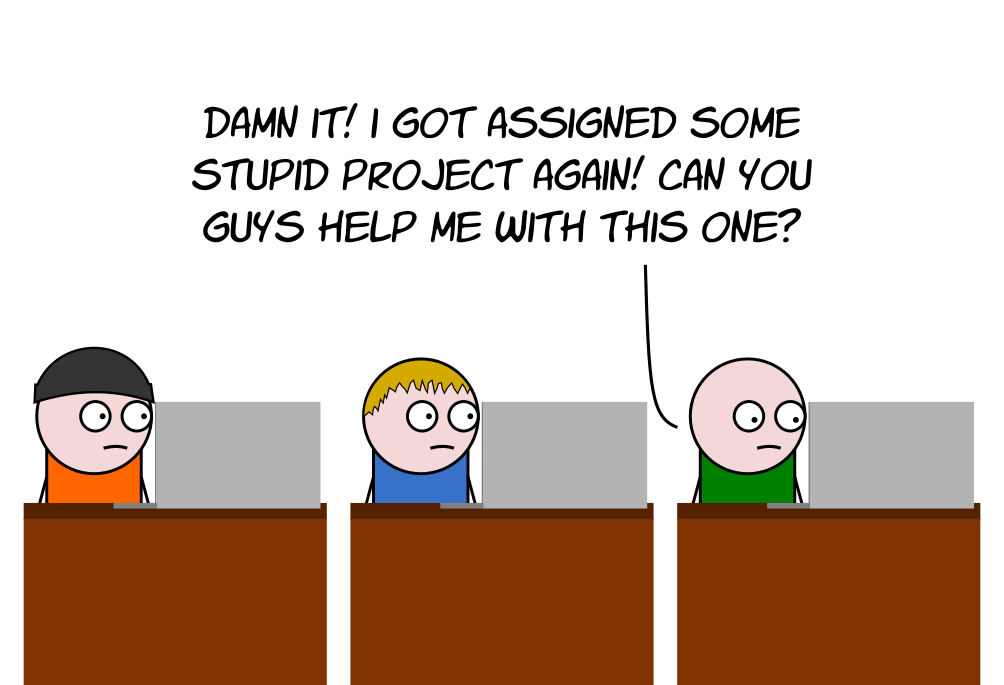 DAMN IT! I GOT ASSIGNED SOME
STUPID PROJECT AGAIN! CAN YOU
GUYS HELP ME WITH THIS ONE?